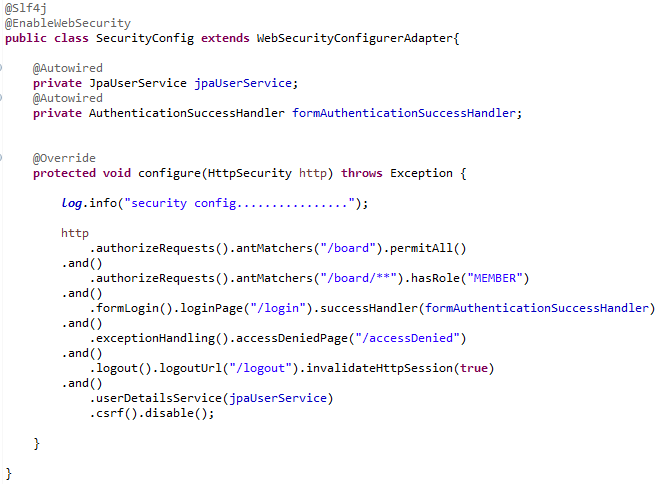 @Slf4j
@EnableWebSecurity
public class SecurityConfig extends WebSecurityConfigurerAdapter{
@Autowired
private JpaUserService jpaUserService;
@Autowired
private AuthenticationSuccessHandler formAuthenticationSuccessHandler;
@Override
protected void configure(HttpSecurity http) throws Exception {
log.info("security config................");
http
.authorizeRequests().antMatchers("/board").permitAll()
.and()
.authorizeRequests().antMatchers("/board/**").hasRole("MEMBER")
.and()
.formLogin().loginPage("/login").successHandler(formAuthenticationSuccessHandler)
.and()
.exceptionHandling().accessDeniedPage("/accessDenied")
.and()
.logout().logoutUrl("/logout").invalidateHttpSession(true)
.and()
.userDetailsService(jpaUserService)
.csrf().disable();
}
}